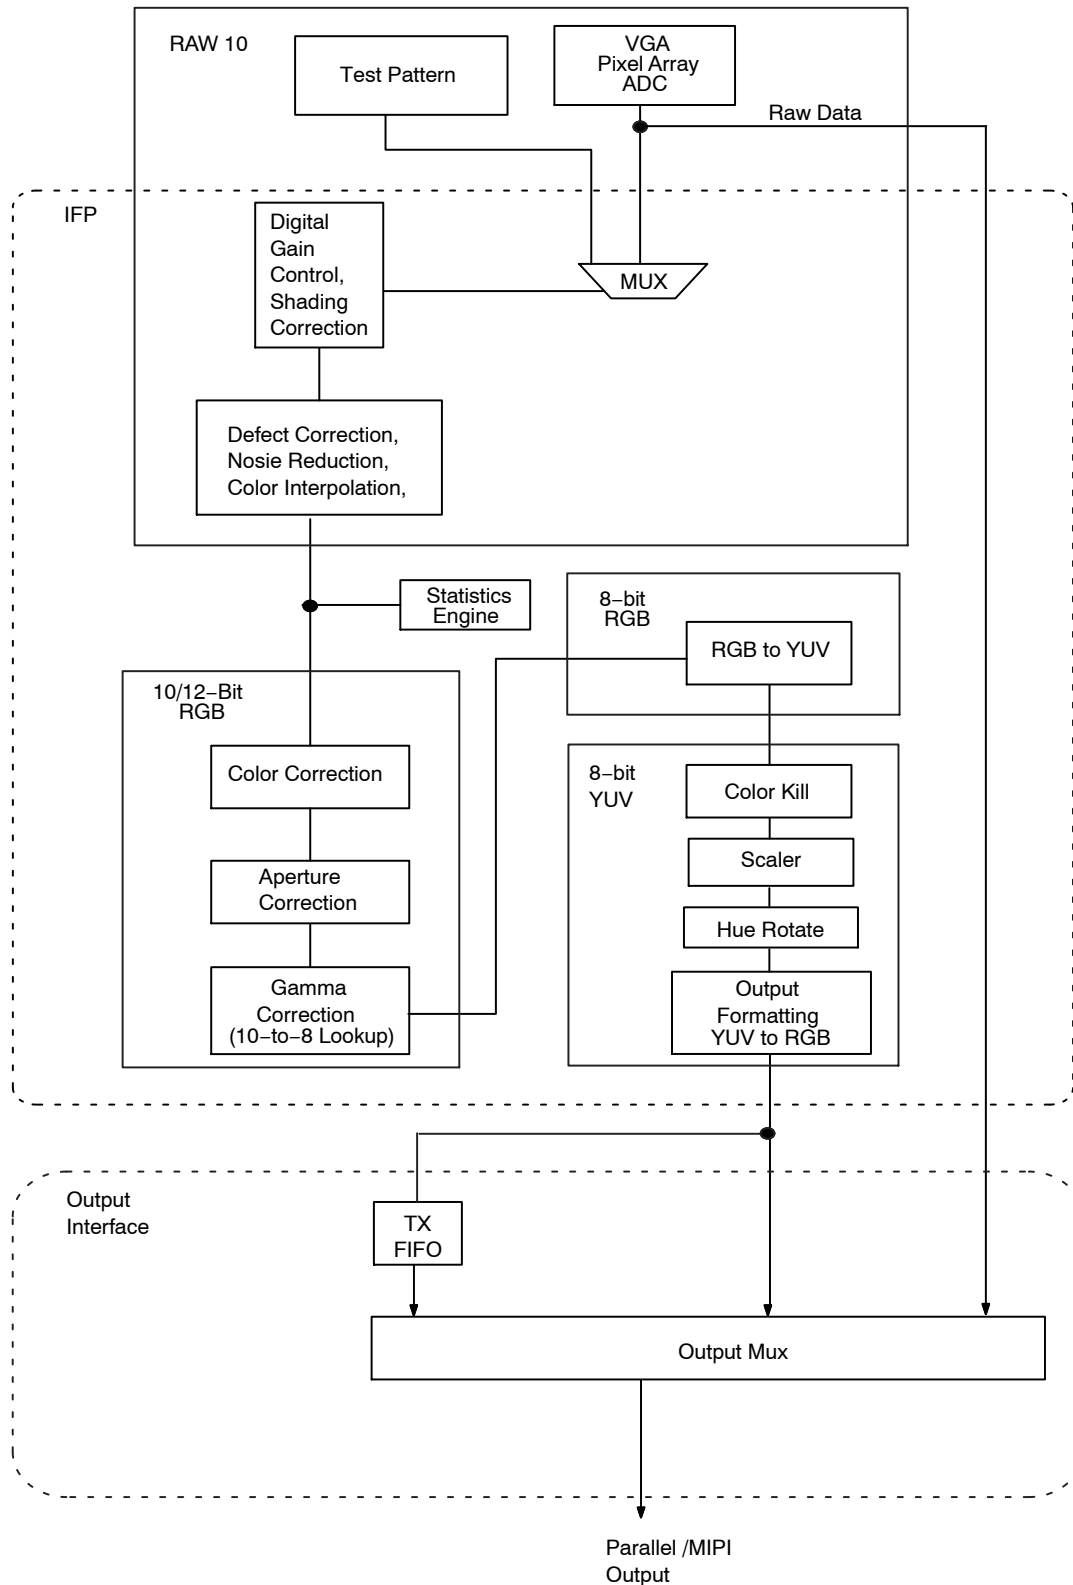 RAW 10
Test Pattern
VGA
Pixel Array
ADC
Raw Data
IFP
Digital
Gain
Control,
Shading
Correction
MUX
Defect Correction,
Nosie Reduction,
Color Interpolation,
Statistics
Engine
8−bit
RGB
RGB to YUV
10/12−Bit
RGB
Color Correction
8−bit
YUV
Color Kill
Scaler
Aperture
Correction
Hue Rotate
Gamma
Correction
(10−to−8 Lookup)
Output
Formatting
YUV to RGB
Output
Interface
TX
FIFO
Output Mux
Parallel /MIPI
Output